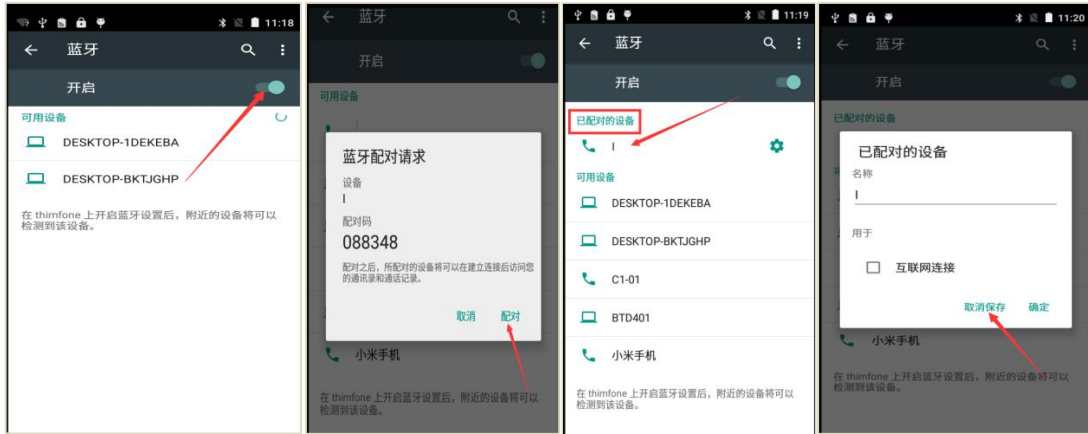 11:18
蓝牙
开启
可用设备
DESKTOP-1DEKEBA
DESKTOP-BKTJGHP
在 thimfone 上开启蓝牙设置后，附近的设备将可以
检测到该设备。
蓝牙
开启
可用设备
蓝牙配对请求
设备
I
配对码
088348
配对之后，所配对的设备将可以在建立连接后访问您
的通讯录和通话记录。
取消 配对
小米手机
在 thimfone 上开启蓝牙设置后，附近的设备将可以
检测到该设备。
11:19
蓝牙
开启
已配对的设备
I
可用设备
DESKTOP-1DEKEBA
DESKTOP-BKTJGHP
C1-01
BTD401
小米手机
在 thimfone 上开启蓝牙设置后，附近的设备将可以
检测到该设备。
11:20
蓝牙
开启
已配对的设备
已配对的设备
名称
I
用于
互联网连接
取消保存 确定
小米手机
在 thimfone 上开启蓝牙设置后，附近的设备将可以
检测到该设备。